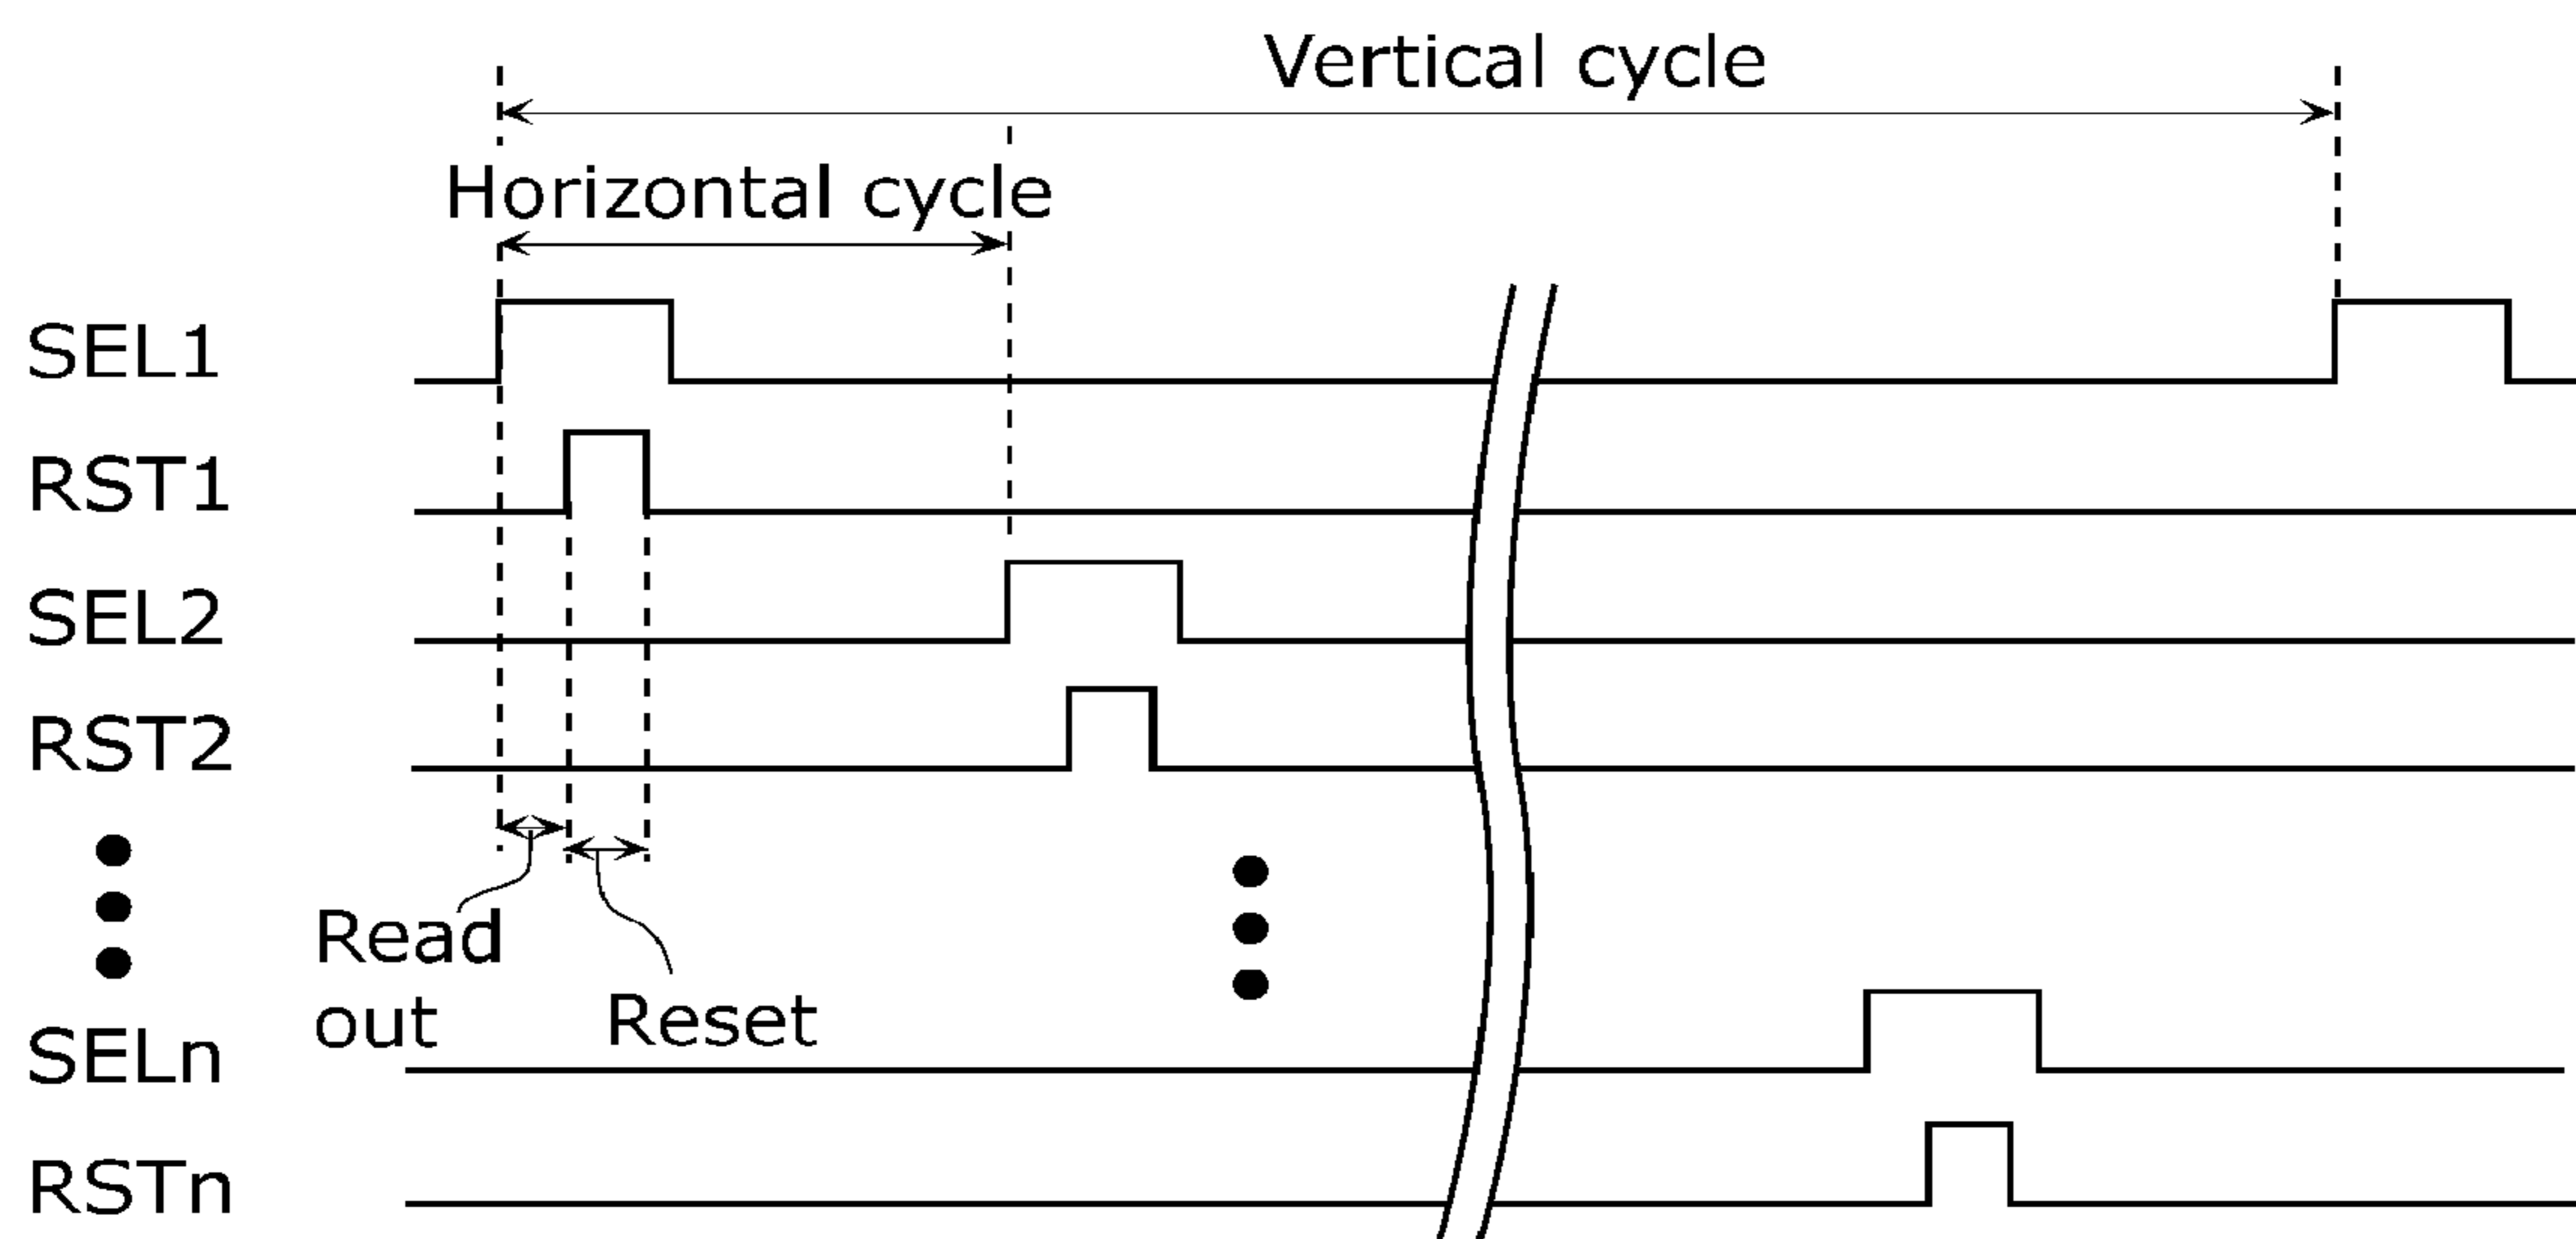 Vertical cycle
Horizontal cycle
SEL1
RST1
SEL2
RST2
Read
out
Reset
SELn
RSTn